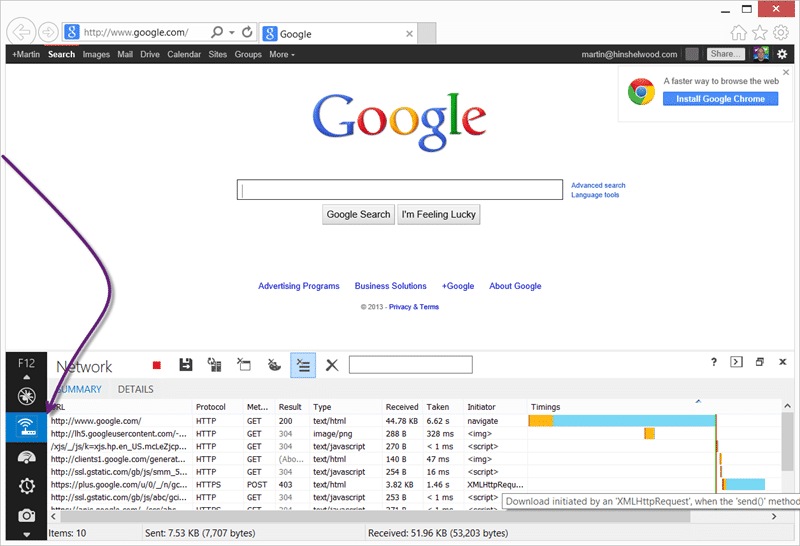 http://www.google.com/
Google
+Martin Search Images Mail Drive Calendar Sites Groups More
martin@hinshelwood.com Share...
A faster way to browse the web
Install Google Chrome
Google
Advanced search
Language tools
Google Search I'm Feeling Lucky
Advertising Programs Business Solutions +Google About Google
© 2013 - Privacy & Terms
F12 Network ?
SUMMARY DETAILS
URL Protocol Met... Result Type Received Taken Initiator Timings
http://www.google.com/ HTTP GET 200 text/html 44.78 KB 6.62 s navigate
http://lh5.googleusercontent.com/-... HTTP GET 304 image/png 288 B 328 ms <img>
/xjs/_/js/k=xjs.hp.en_US.mcLeZjcp... HTTP GET 304 text/javascript 270 B < 1 ms <script>
http://clients1.google.com/generat... HTTP GET (Abo... text/html 140 B 47 ms <img>
http://ssl.gstatic.com/gb/js/smm_5... HTTP GET 304 text/javascript 254 B 16 ms <script>
https://plus.google.com/u/0/_/n/gc... HTTPS POST 403 text/html 3.82 KB 1.46 s XMLHttpRequ...
http://ssl.gstatic.com/gb/js/abc/gci... HTTP GET 304 text/javascript 253 B < 1 ms <script>
Download initiated by an 'XMLHttpRequest', when the 'send()' method
Items: 10 Sent: 7.53 KB (7,707 bytes) Received: 51.96 KB (53,203 bytes)